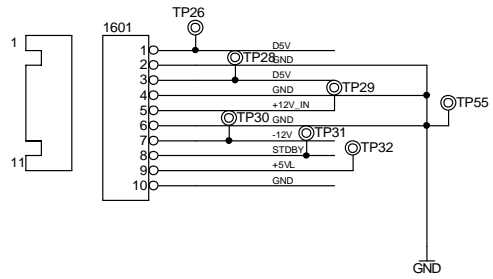 TP26
1 1601
1 D5V
TP28
2 GND
3 D5V
TP29
4 GND
TP55
5 +12V_IN
TP30
6 GND
TP31
7 -12V
TP32
8 STDBY
11 9 +5VL
10 GND
GND